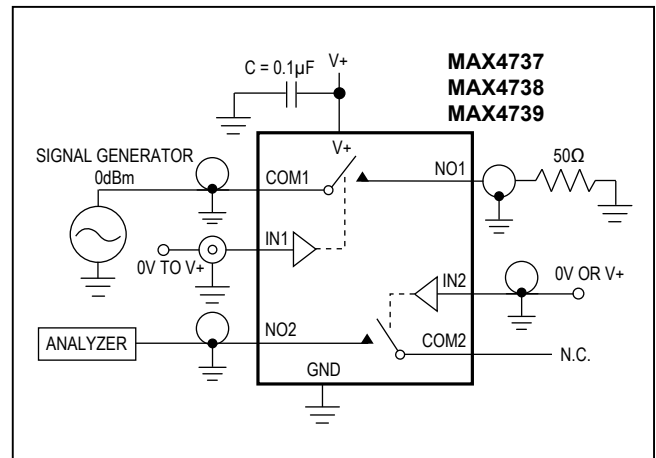 C = 0.1µF
V+
MAX4737
MAX4738
MAX4739
SIGNAL GENERATOR
0dBm
V+
COM1
NO1
50Ω
IN1
0V TO V+
IN2
0V OR V+
ANALYZER
NO2
COM2
N.C.
GND